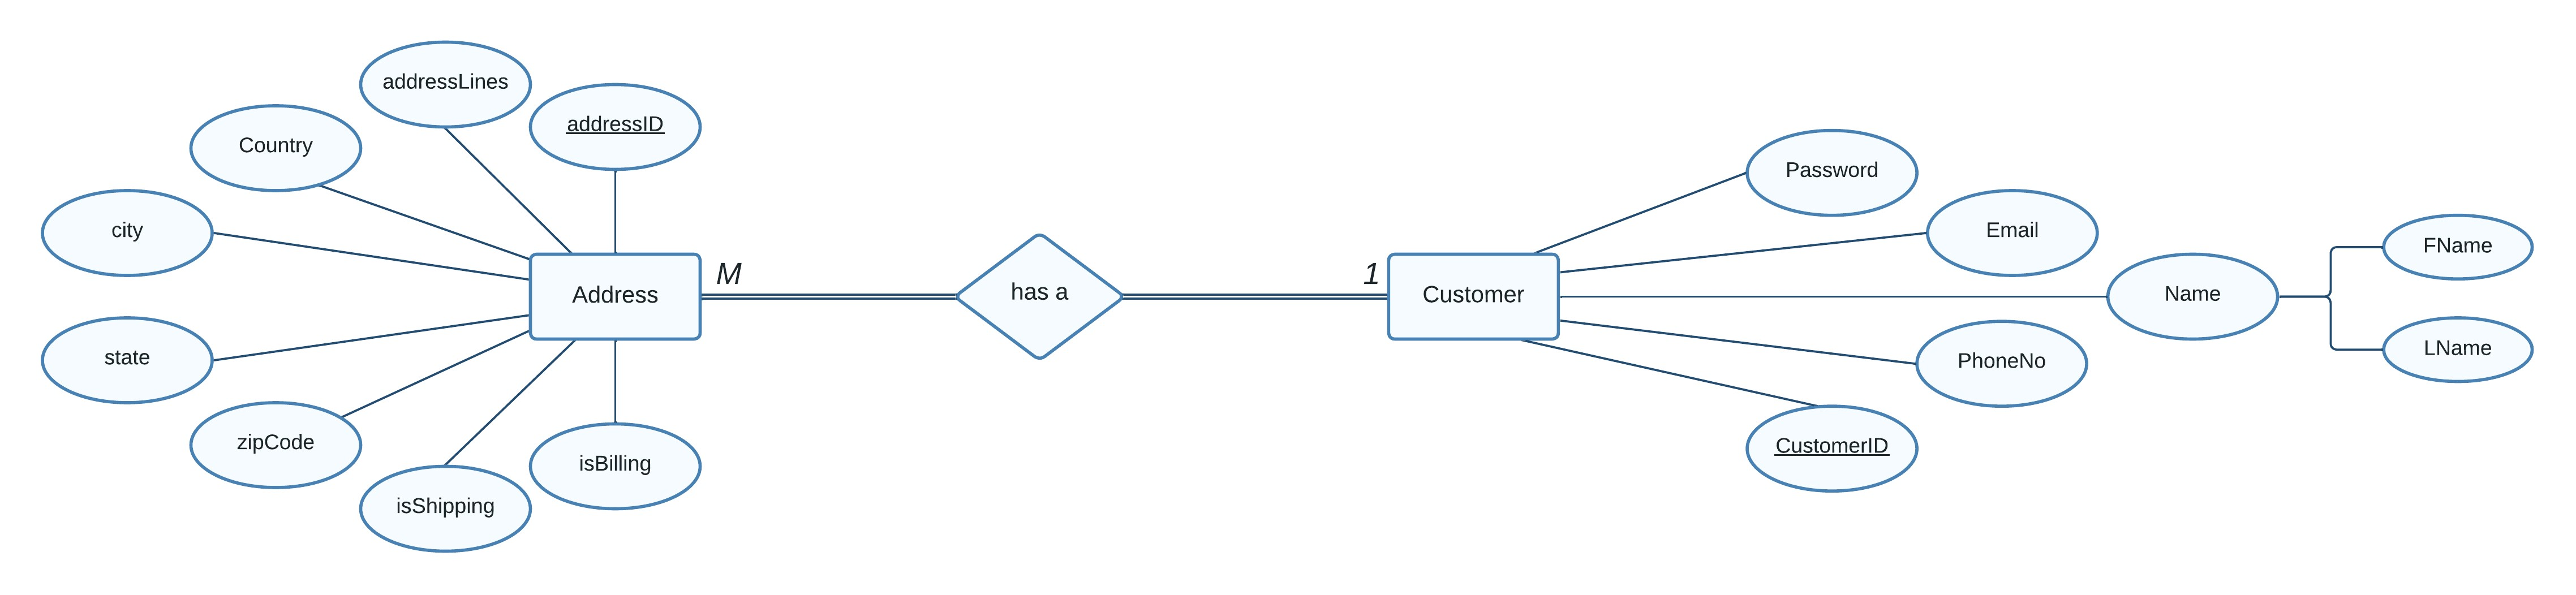 addressLines
addressID
Country
city
Address
M
has a
1
Customer
state
zipCode
isShipping
isBilling
Password
Email
Name
FName
LName
PhoneNo
CustomerID